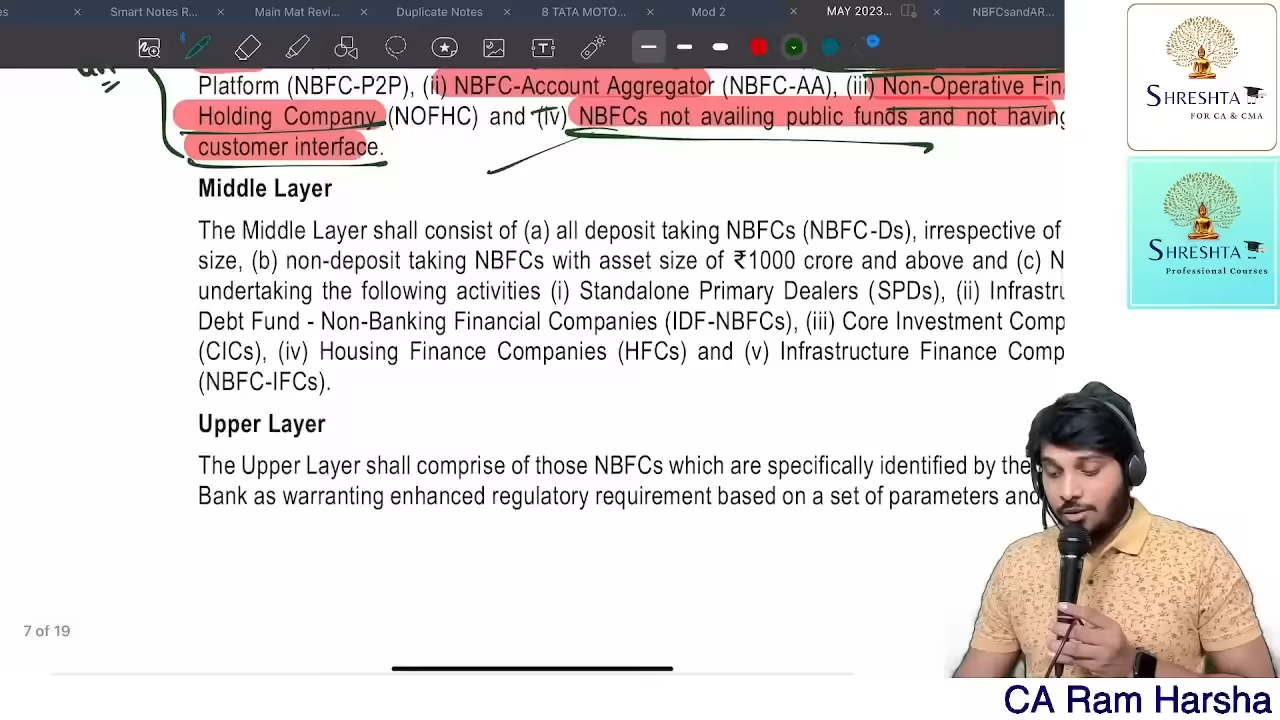 Smart Notes R...
Main Mat Revi...
Duplicate Notes
8 TATA MOTO...
Mod 2
MAY 2023...
NBFCsandAR...
Platform (NBFC-P2P), (ii) NBFC-Account Aggregator (NBFC-AA), (iii) Non-Operative Fin
Holding Company (NOFHC) and (iv) NBFCs not availing public funds and not having
customer interface.
Middle Layer
The Middle Layer shall consist of (a) all deposit taking NBFCs (NBFC-Ds), irrespective of
size, (b) non-deposit taking NBFCs with asset size of ₹1000 crore and above and (c) N
undertaking the following activities (i) Standalone Primary Dealers (SPDs), (ii) Infrastru
Debt Fund - Non-Banking Financial Companies (IDF-NBFCs), (iii) Core Investment Comp
(CICs), (iv) Housing Finance Companies (HFCs) and (v) Infrastructure Finance Comp
(NBFC-IFCs).
Upper Layer
The Upper Layer shall comprise of those NBFCs which are specifically identified by the
Bank as warranting enhanced regulatory requirement based on a set of parameters and
7 of 19
SHRESHTA
FOR CA & CMA
SHRESHTA
Professional Courses
CA Ram Harsha